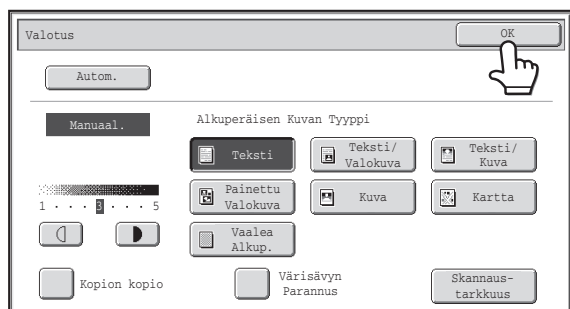 Valotus
OK
Autom.
Manuaal.
Alkuperäisen Kuvan Tyyppi
Teksti
Teksti/
Valokuva
Teksti/
Kuva
Painettu
Valokuva
Kuva
Kartta
1 · · · 3 · · · 5
Vaalea
Alkup.
Kopion kopio
Värisävyn
Parannus
Skannaus-
tarkkuus